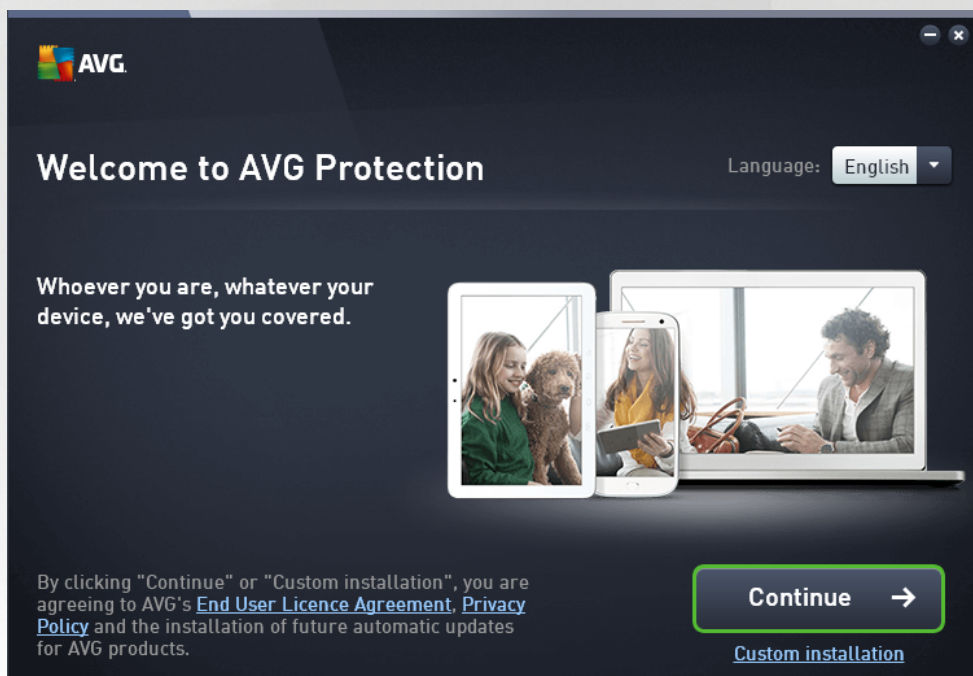 AVG.
Welcome to AVG Protection
Language: English
Whoever you are, whatever your
device, we've got you covered.
By clicking "Continue" or "Custom installation", you are
agreeing to AVG's End User Licence Agreement, Privacy
Policy and the installation of future automatic updates
for AVG products.
Continue
Custom installation